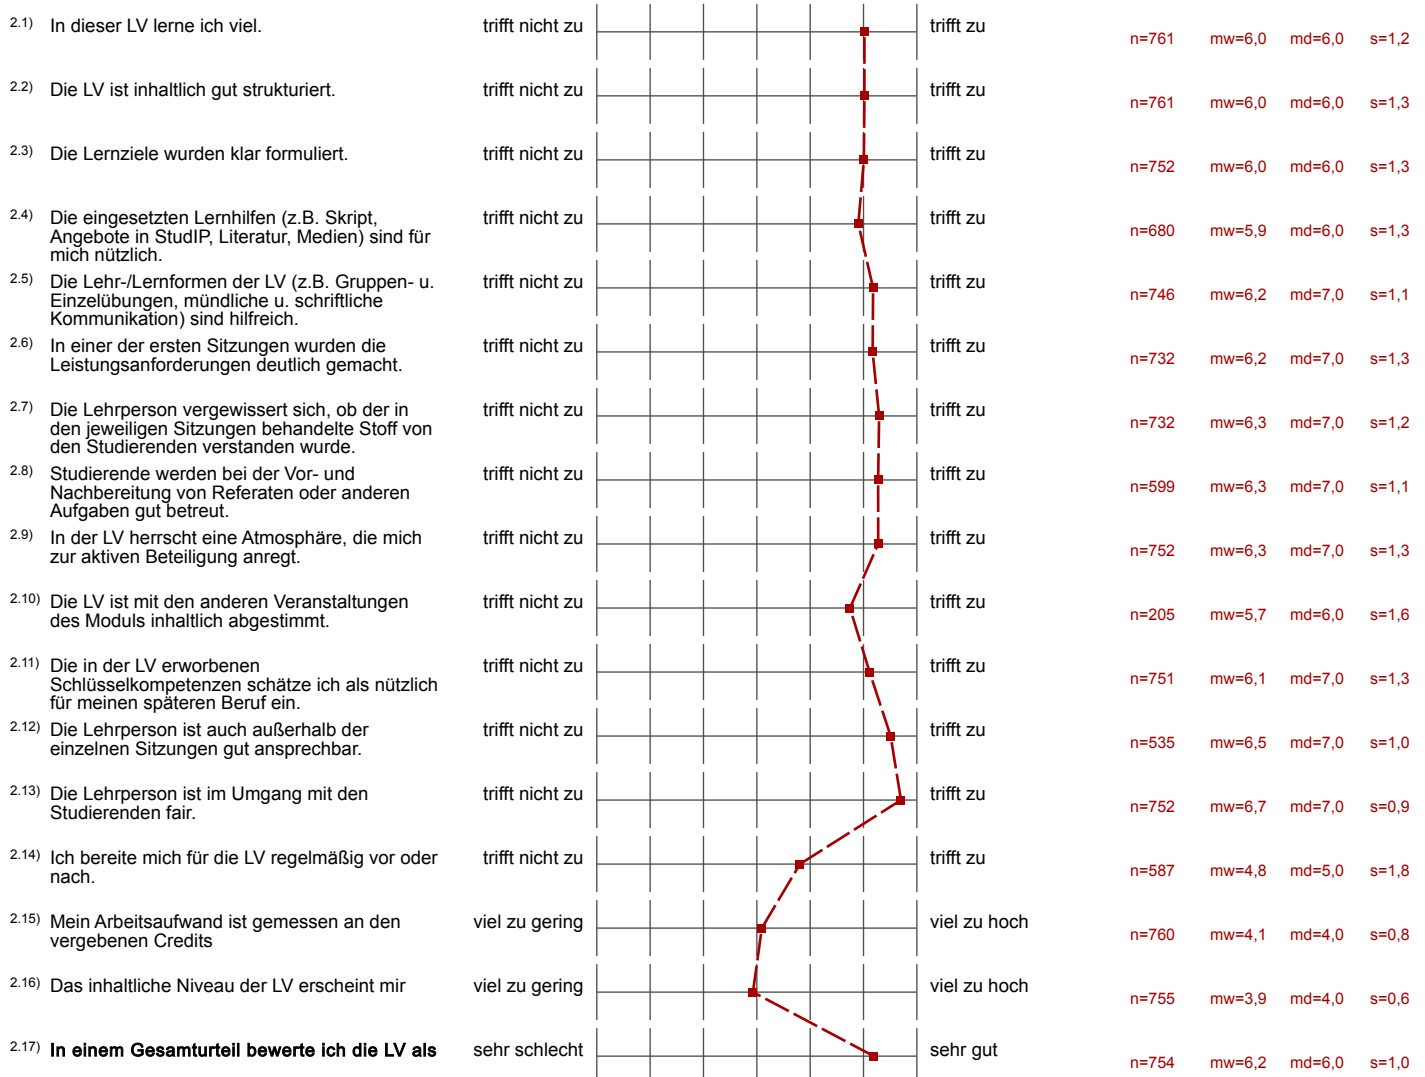 2.1) In dieser LV lerne ich viel. trifft nicht zu trifft zu n=761 mw=6,0 md=6,0 s=1,2
2.2) Die LV ist inhaltlich gut strukturiert. trifft nicht zu trifft zu n=761 mw=6,0 md=6,0 s=1,3
2.3) Die Lernziele wurden klar formuliert. trifft nicht zu trifft zu n=752 mw=6,0 md=6,0 s=1,3
2.4) Die eingesetzten Lernhilfen (z.B. Skript, trifft nicht zu trifft zu n=680 mw=5,9 md=6,0 s=1,3
Angebote in StudIP, Literatur, Medien) sind für
mich nützlich.
2.5) Die Lehr-/Lernformen der LV (z.B. Gruppen- u. trifft nicht zu trifft zu n=746 mw=6,2 md=7,0 s=1,1
Einzelübungen, mündliche u. schriftliche
Kommunikation) sind hilfreich.
2.6) In einer der ersten Sitzungen wurden die trifft nicht zu trifft zu n=732 mw=6,2 md=7,0 s=1,3
Leistungsanforderungen deutlich gemacht.
2.7) Die Lehrperson vergewissert sich, ob der in trifft nicht zu trifft zu n=732 mw=6,3 md=7,0 s=1,2
den jeweiligen Sitzungen behandelte Stoff von
den Studierenden verstanden wurde.
2.8) Studierende werden bei der Vor- und trifft nicht zu trifft zu n=599 mw=6,3 md=7,0 s=1,1
Nachbereitung von Referaten oder anderen
Aufgaben gut betreut.
2.9) In der LV herrscht eine Atmosphäre, die mich trifft nicht zu trifft zu n=752 mw=6,3 md=7,0 s=1,3
zur aktiven Beteiligung anregt.
2.10) Die LV ist mit den anderen Veranstaltungen trifft nicht zu trifft zu n=205 mw=5,7 md=6,0 s=1,6
des Moduls inhaltlich abgestimmt.
2.11) Die in der LV erworbenen trifft nicht zu trifft zu n=751 mw=6,1 md=7,0 s=1,3
Schlüsselkompetenzen schätze ich als nützlich
für meinen späteren Beruf ein.
2.12) Die Lehrperson ist auch außerhalb der trifft nicht zu trifft zu n=535 mw=6,5 md=7,0 s=1,0
einzelnen Sitzungen gut ansprechbar.
2.13) Die Lehrperson ist im Umgang mit den trifft nicht zu trifft zu n=752 mw=6,7 md=7,0 s=0,9
Studierenden fair.
2.14) Ich bereite mich für die LV regelmäßig vor oder trifft nicht zu trifft zu n=587 mw=4,8 md=5,0 s=1,8
nach.
2.15) Mein Arbeitsaufwand ist gemessen an den viel zu gering viel zu hoch n=760 mw=4,1 md=4,0 s=0,8
vergebenen Credits
2.16) Das inhaltliche Niveau der LV erscheint mir viel zu gering viel zu hoch n=755 mw=3,9 md=4,0 s=0,6
2.17) In einem Gesamturteil bewerte ich die LV als sehr schlecht sehr gut n=754 mw=6,2 md=6,0 s=1,0